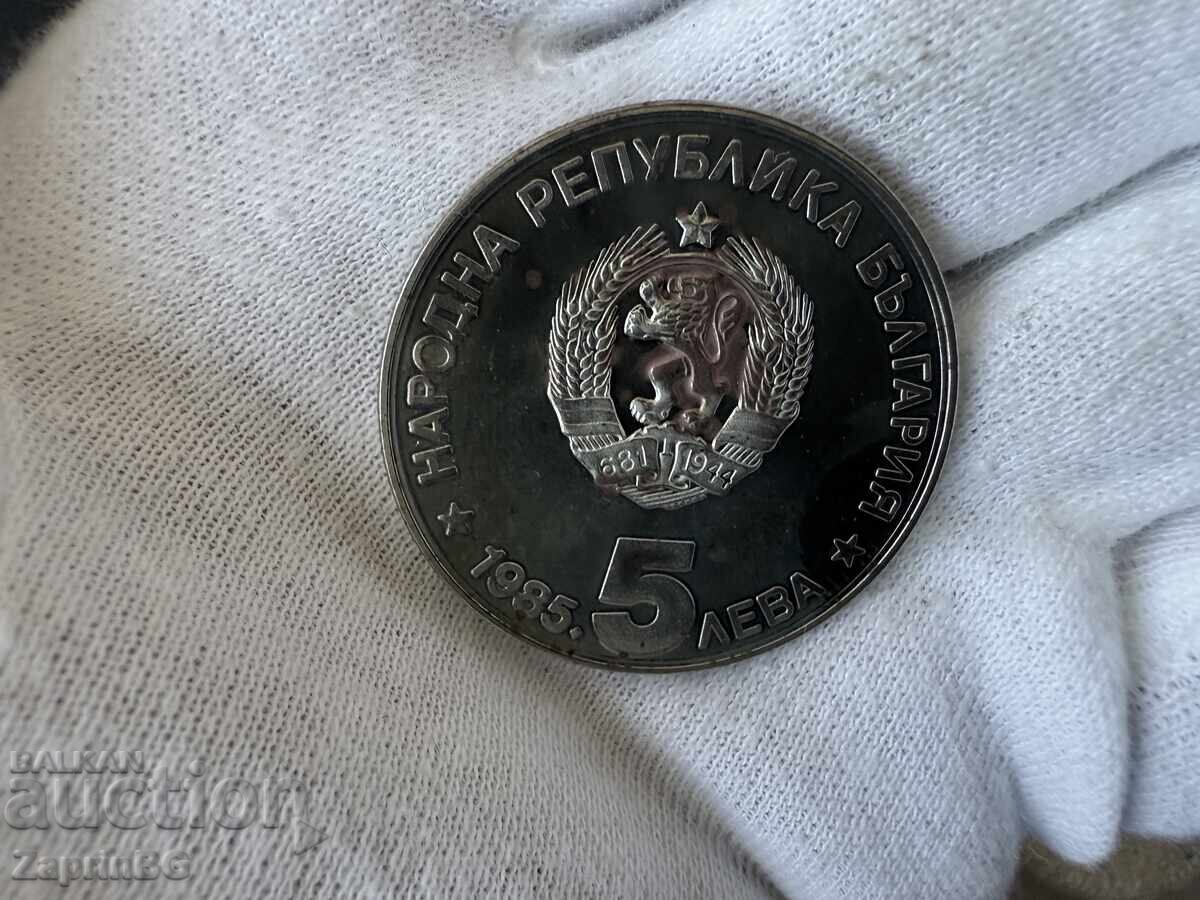 НАРОДНА РЕПУБЛИКА БЪЛГАРИЯ
681 1944
1985. 5 ЛЕВА
BALKAN
auction
ZaprinBG